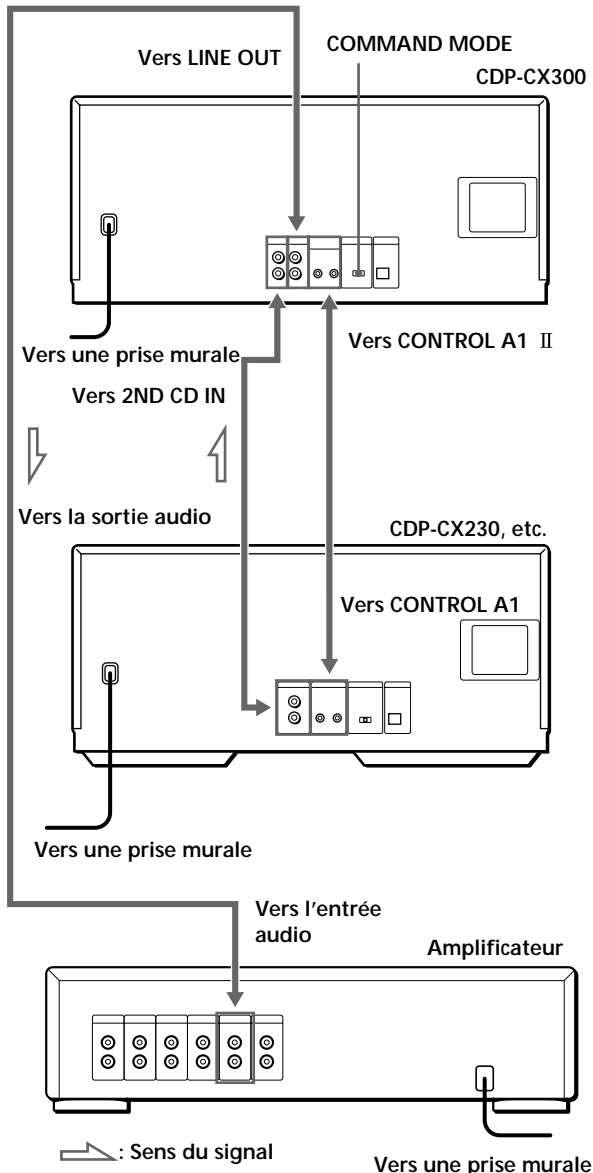 Vers LINE OUT
COMMAND MODE
CDP-CX300
Vers une prise murale
Vers CONTROL A1 Ⅱ
Vers 2ND CD IN
Vers la sortie audio
CDP-CX230, etc.
Vers CONTROL A1
Vers une prise murale
Vers l'entrée
audio
Amplificateur
: Sens du signal
Vers une prise murale